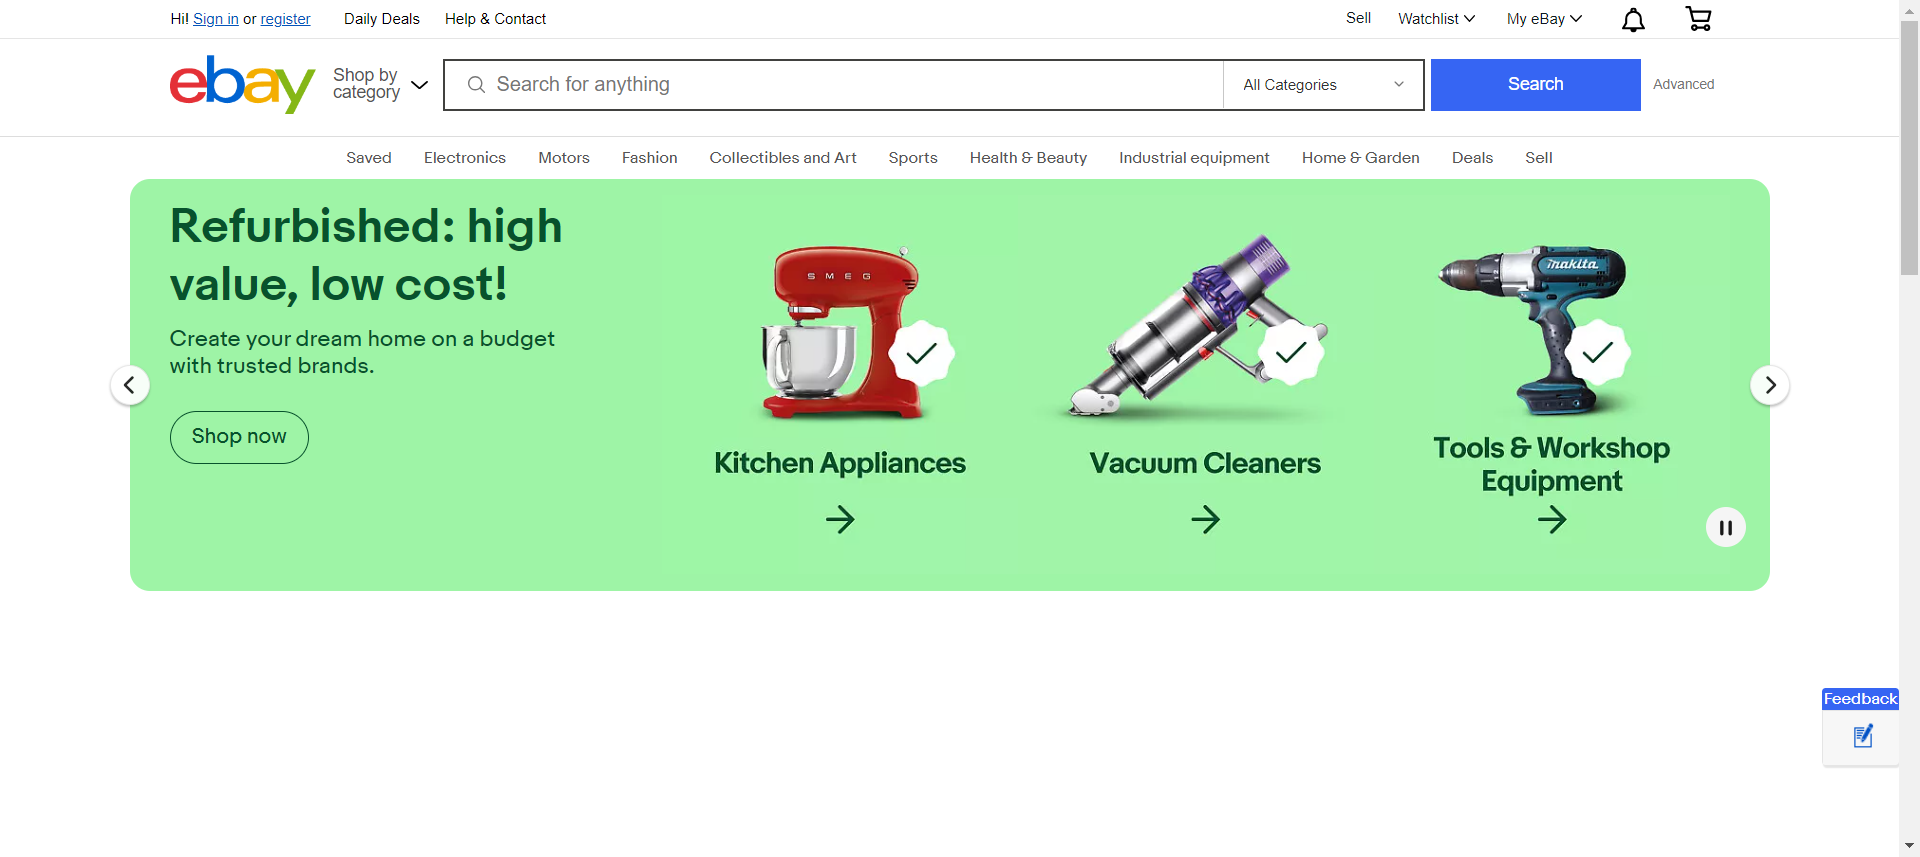 Hi! Sign in or register
Daily Deals
Help & Contact
Sell
Watchlist
My eBay
ebay
Shop by
category
Search for anything
All Categories
Search
Advanced
Saved
Electronics
Motors
Fashion
Collectibles and Art
Sports
Health & Beauty
Industrial equipment
Home & Garden
Deals
Sell
Refurbished: high
value, low cost!
Create your dream home on a budget
with trusted brands.
Shop now
SMEG
Kitchen Appliances
Vacuum Cleaners
makita
Tools & Workshop
Equipment
Feedback